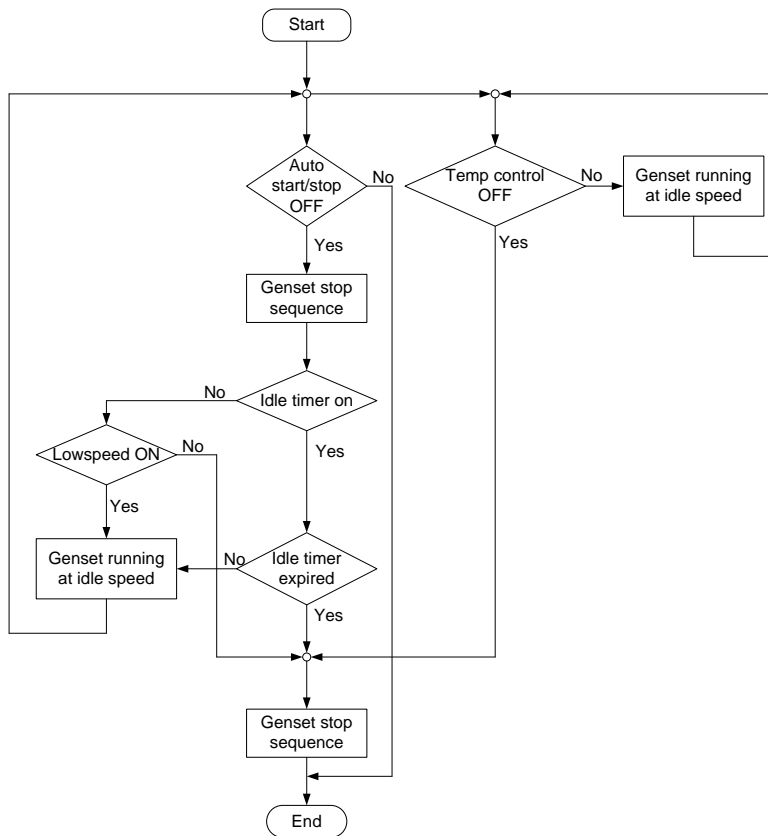 Start
Auto
start/stop
OFF
No
Yes
Temp control
OFF
No
Yes
Genset running
at idle speed
Genset stop
sequence
Idle timer on
No
Yes
Lowspeed ON
No
Yes
Genset running
at idle speed
Idle timer
expired
No
Yes
Genset stop
sequence
End